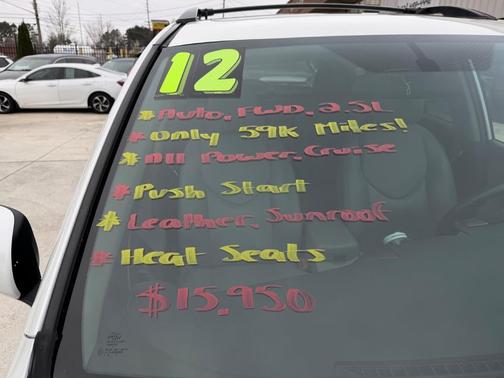 12
* Auto, FWD, 2.5L
* Only 59K Miles!
* All Power, Cruise
* Push Start
* Leather, Sunroof
* Heat Seats
$15,950